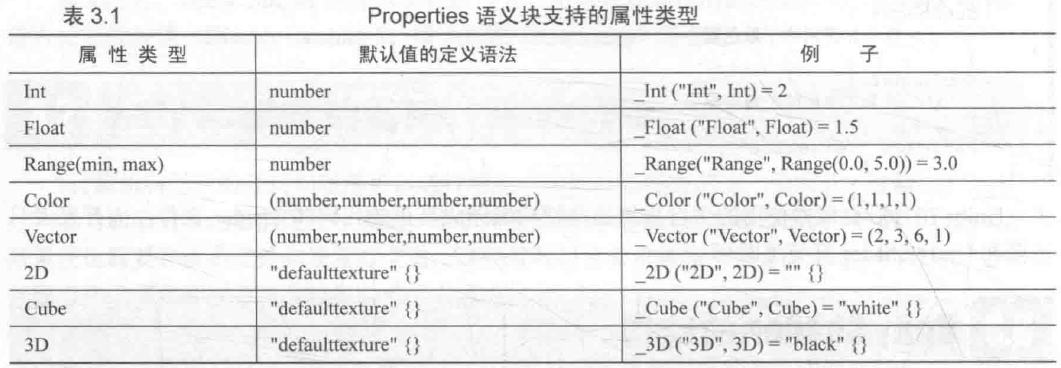 表 3.1 Properties 语义块支持的属性类型
属 性 类 型 默认值的定义语法 例 子
Int number _Int ("Int", Int) = 2
Float number _Float ("Float", Float) = 1.5
Range(min, max) number _Range("Range", Range(0.0, 5.0)) = 3.0
Color (number,number,number,number) _Color ("Color", Color) = (1,1,1,1)
Vector (number,number,number,number) _Vector ("Vector", Vector) = (2, 3, 6, 1)
2D "defaulttexture" {} _2D ("2D", 2D) = "" {}
Cube "defaulttexture" {} _Cube ("Cube", Cube) = "white" {}
3D "defaulttexture" {} _3D ("3D", 3D) = "black" {}